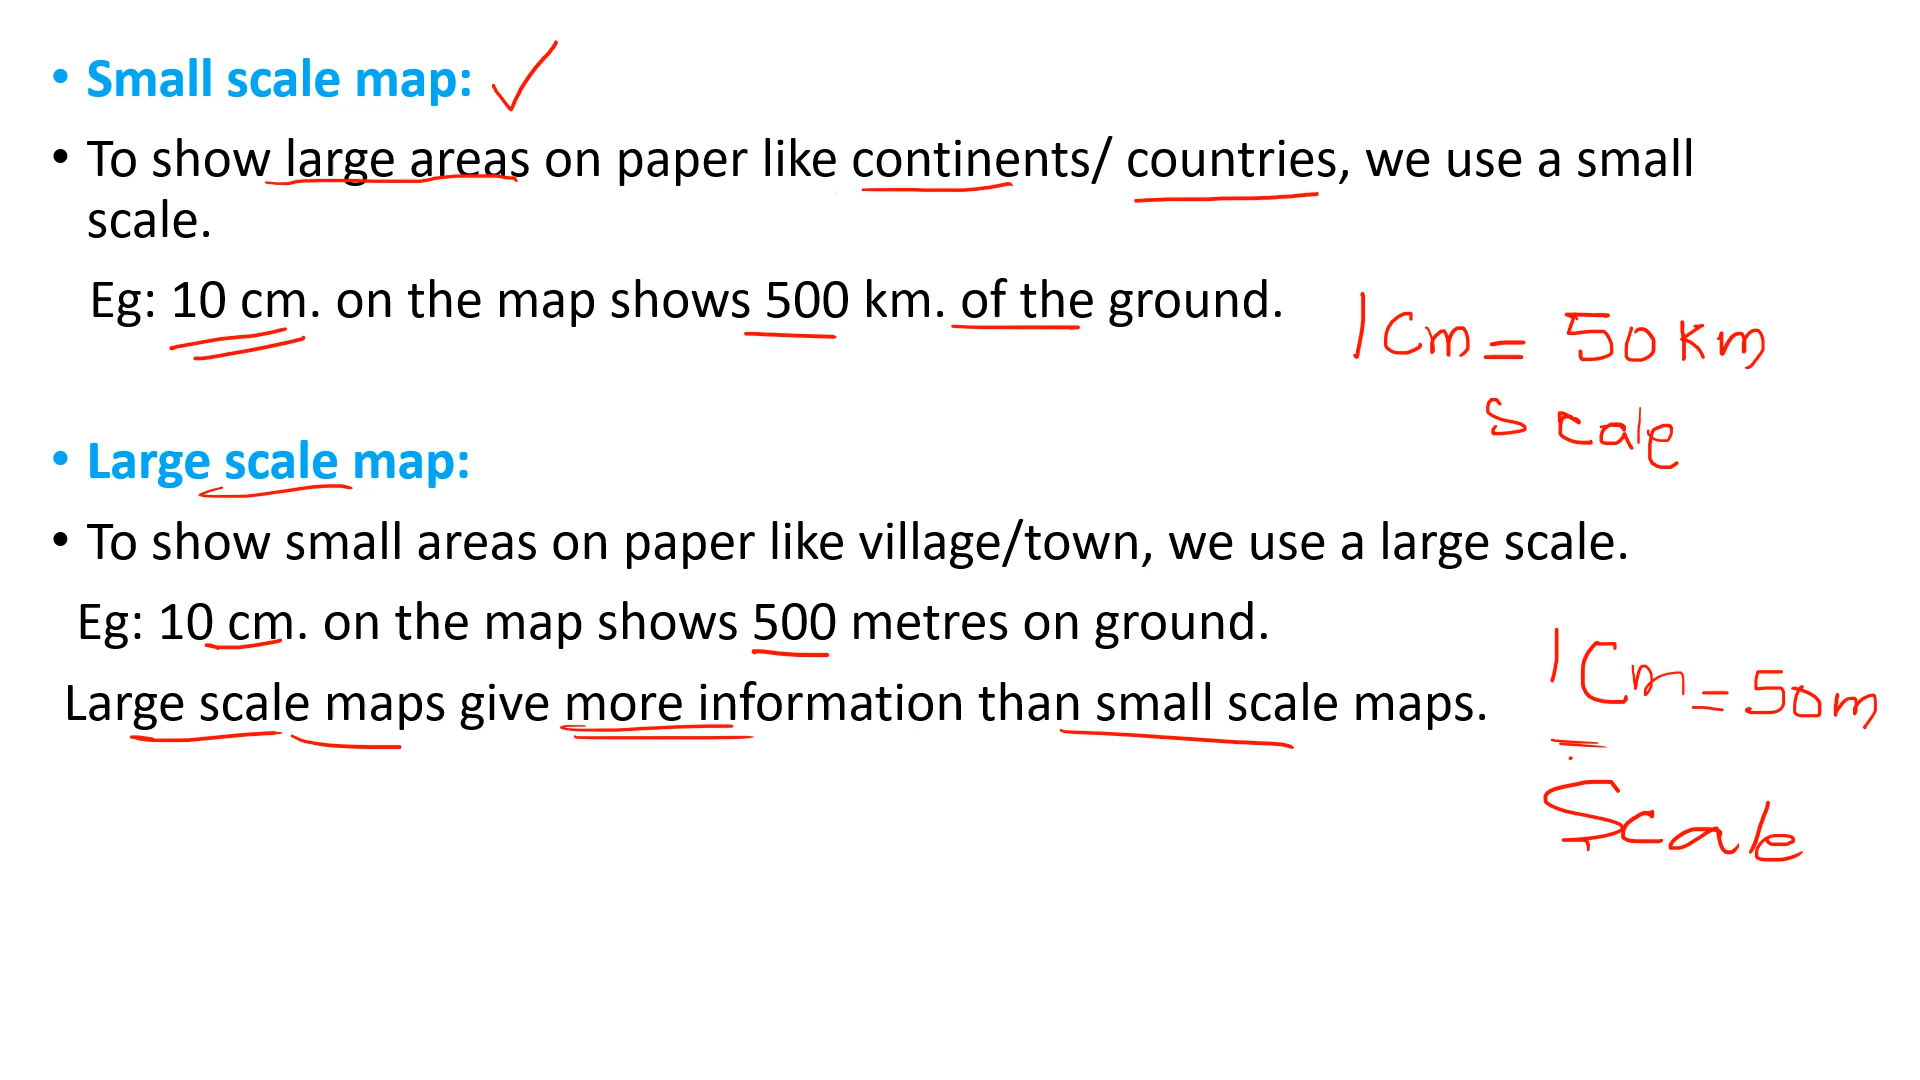 • Small scale map:
• To show large areas on paper like continents/ countries, we use a small
scale.
Eg: 10 cm. on the map shows 500 km. of the ground.
1 cm = 50 km
scale
• Large scale map:
• To show small areas on paper like village/town, we use a large scale.
Eg: 10 cm. on the map shows 500 metres on ground.
Large scale maps give more information than small scale maps.
1 cm = 50 m
Scale